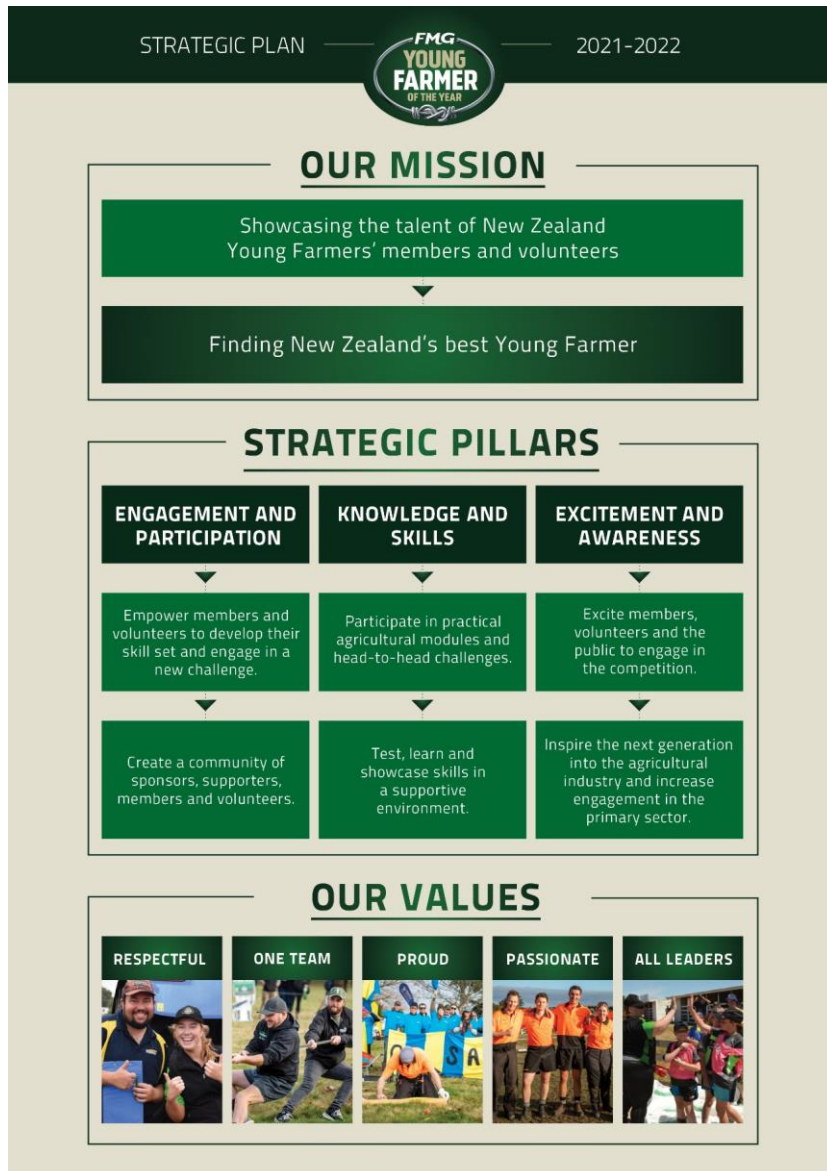 STRATEGIC PLAN
FMG
YOUNG
FARMER
OF THE YEAR
2021-2022
OUR MISSION
Showcasing the talent of New Zealand
Young Farmers' members and volunteers
Finding New Zealand's best Young Farmer
STRATEGIC PILLARS
ENGAGEMENT AND
PARTICIPATION
Empower members and
volunteers to develop their
skill set and engage in a
new challenge.
Create a community of
sponsors, supporters,
members and volunteers.
KNOWLEDGE AND
SKILLS
Participate in practical
agricultural modules and
head-to-head challenges.
Test, learn and
showcase skills in
a supportive
environment.
EXCITEMENT AND
AWARENESS
Excite members,
volunteers and the
public to engage in
the competition.
Inspire the next generation
into the agricultural
industry and increase
engagement in the
primary sector.
OUR VALUES
RESPECTFUL
ONE TEAM
PROUD
PASSIONATE
ALL LEADERS